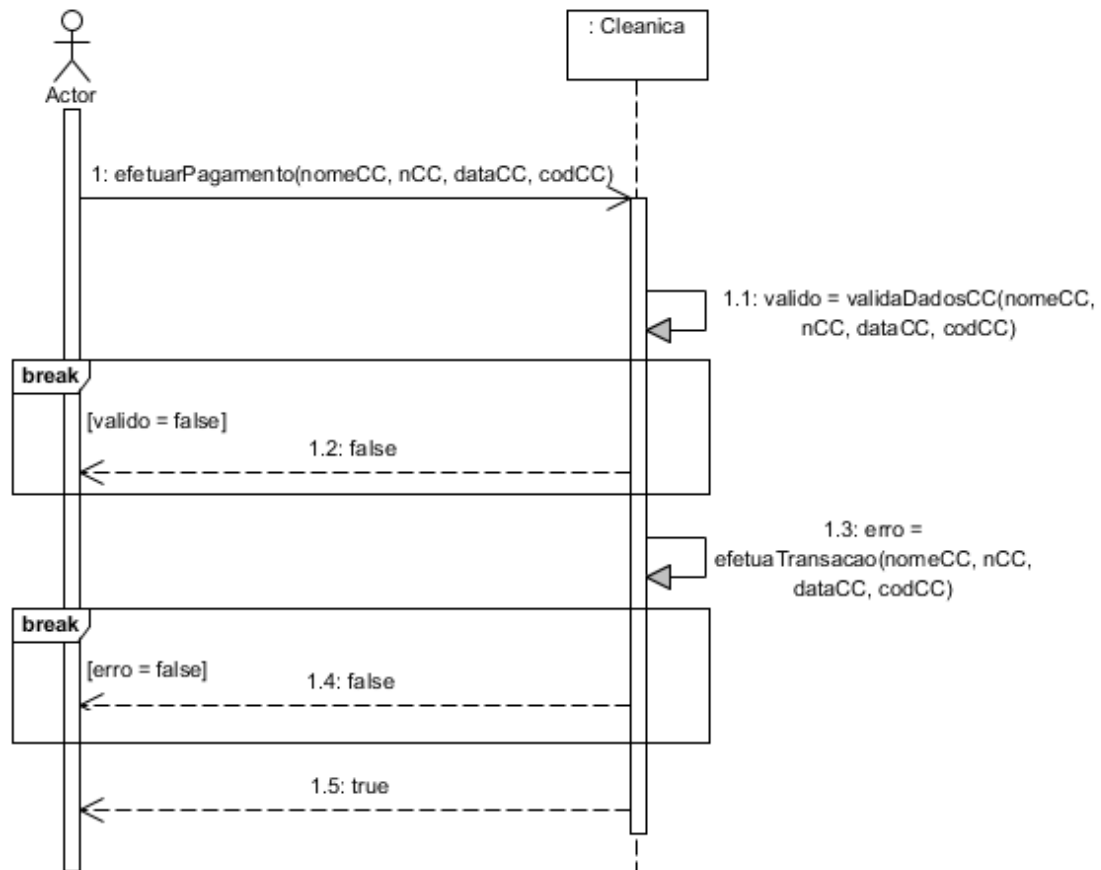 : Cleanica
Actor
1: efetuarPagamento(nomeCC, nCC, dataCC, codCC)
1.1: valido = validaDadosCC(nomeCC,
nCC, dataCC, codCC)
break
[valido = false]
1.2: false
1.3: erro =
efetuaTransacao(nomeCC, nCC,
dataCC, codCC)
break
[erro = false]
1.4: false
1.5: true